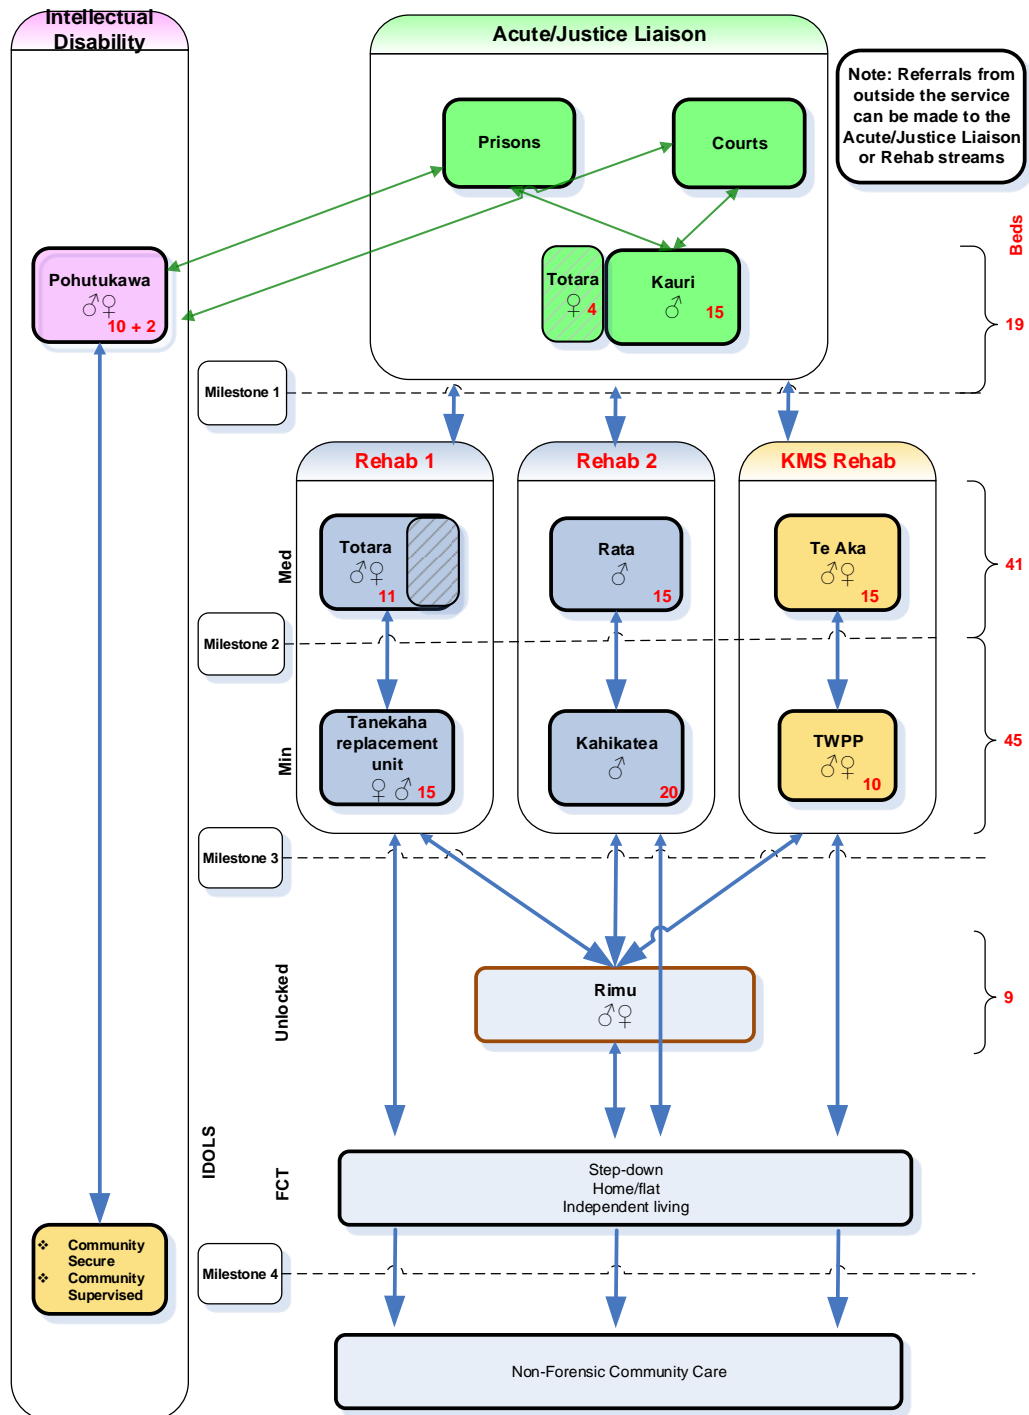 Intellectual
Disability
Acute/Justice Liaison
Note: Referrals from
outside the service
can be made to the
Acute/Justice Liaison
or Rehab streams
Prisons
Courts
Beds
Pohutukawa
♂♀
10 + 2
Totara
♀ 4
Kauri
♂ 15
19
Milestone 1
Rehab 1
Rehab 2
KMS Rehab
Med
Totara
♂♀
11
Rata
♂
15
Te Aka
♂♀
15
41
Milestone 2
Min
Tanekaha
replacement
unit
♀ ♂ 15
Kahikatea
♂
20
TWPP
♂♀
10
45
Milestone 3
Unlocked
Rimu
♂♀
9
IDOLS
FCT
Step-down
Home/flat
Independent living
❖ Community
Secure
❖ Community
Supervised
Milestone 4
Non-Forensic Community Care